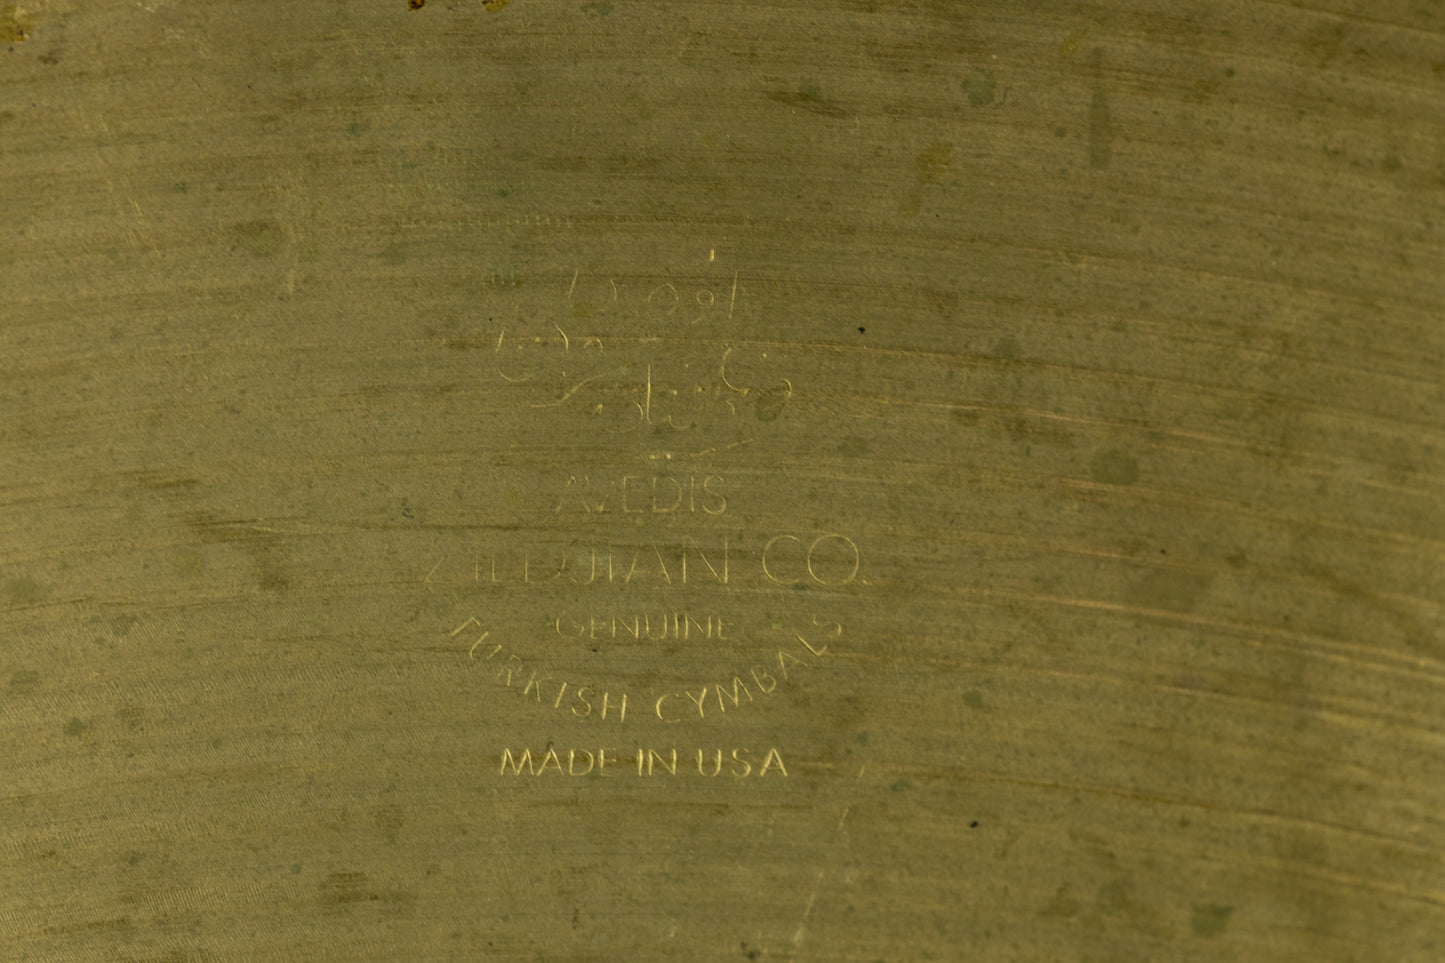 AVEDIS
ZILDJIAN CO.
GENUINE
TURKISH CYMBALS
MADE IN USA